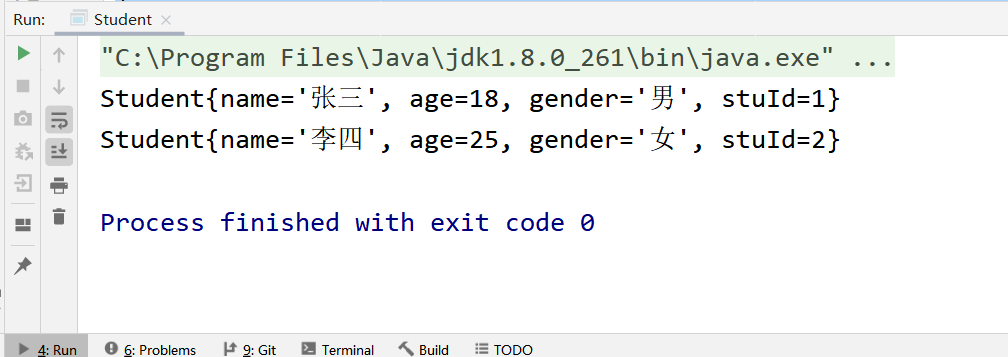 Run: Student
"C:\Program Files\Java\jdk1.8.0_261\bin\java.exe" ...
Student{name='张三', age=18, gender='男', stuId=1}
Student{name='李四', age=25, gender='女', stuId=2}
Process finished with exit code 0
4: Run 6: Problems 9: Git Terminal Build TODO